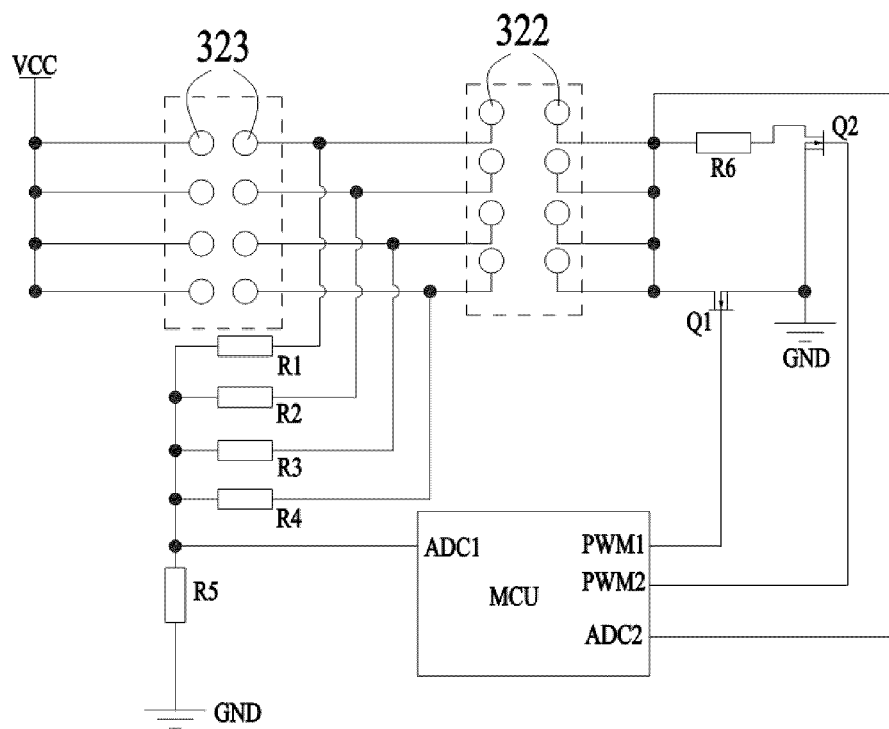 323
322
VCC
Q2
R6
Q1
GND
R1
R2
R3
R4
ADC1
PWM1
R5
MCU
PWM2
ADC2
GND